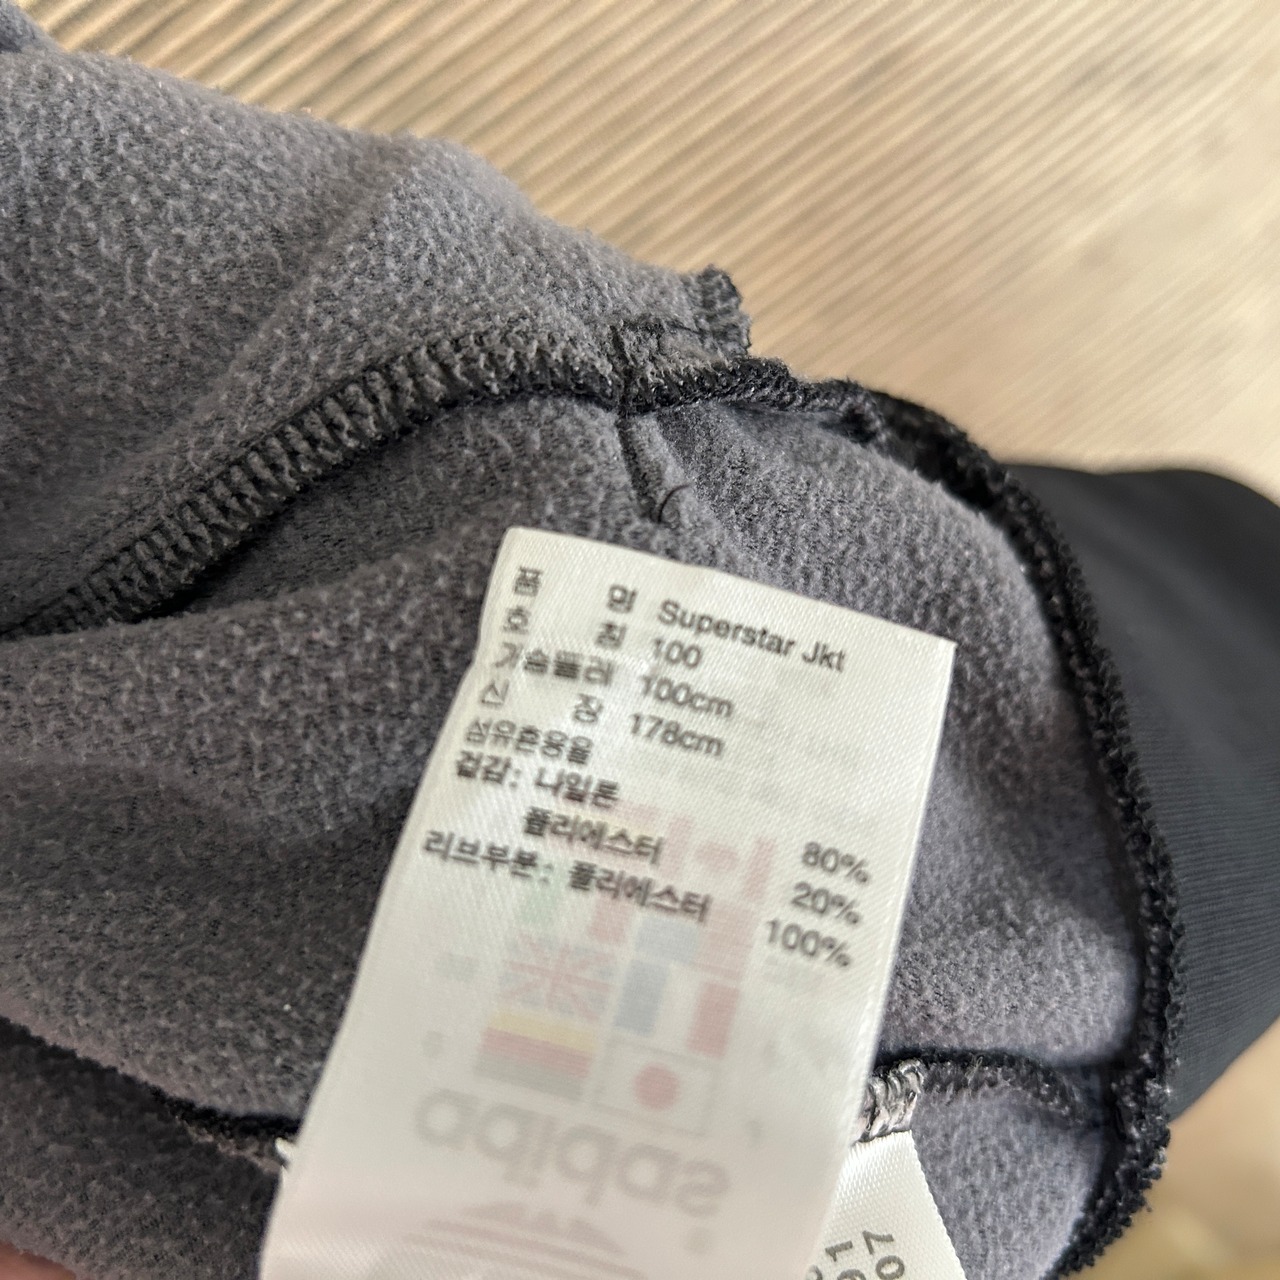 품 명 Superstar Jkt
호 칭 100
가슴둘레 100cm
신 장 178cm
섬유혼용율
겉감: 나일론 80%
폴리에스터 20%
리브부분: 폴리에스터 100%
adidas
91
07